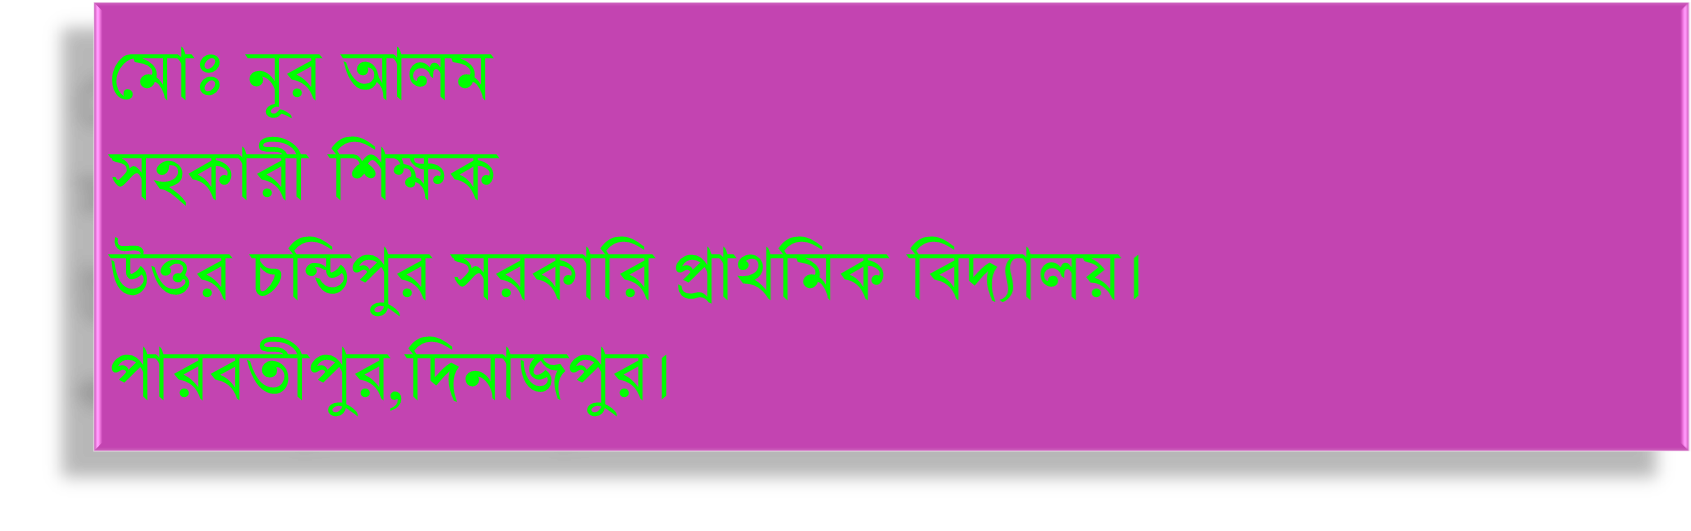 মোঃ নূর আলম
সহকারী শিক্ষক
উত্তর চন্ডিপুর সরকারি প্রাথমিক বিদ্যালয়।
পারবতীপুর,দিনাজপুর।